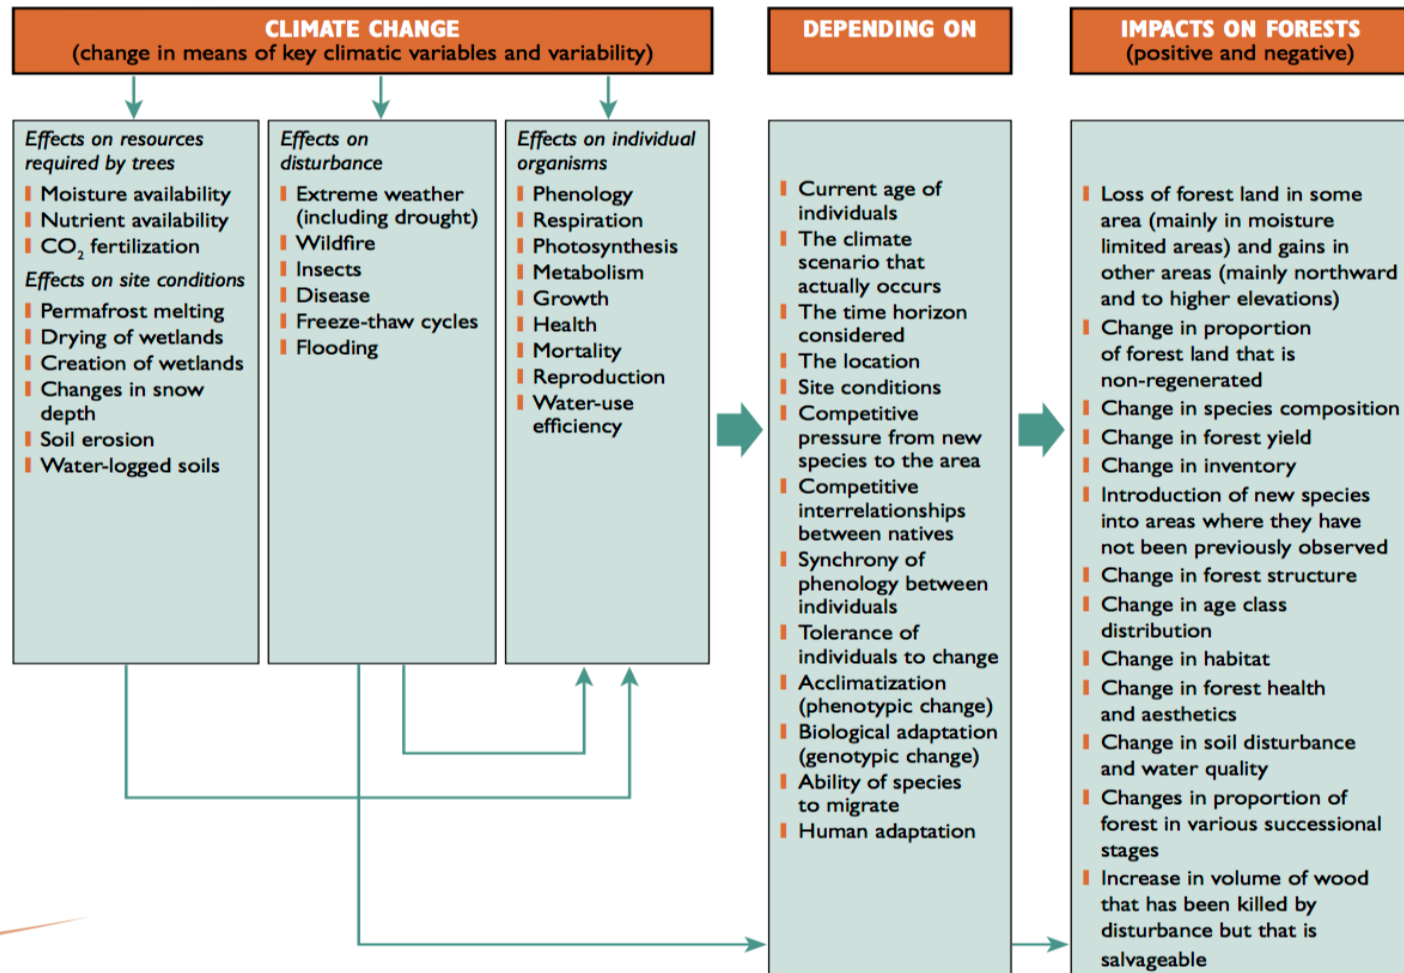 CLIMATE CHANGE
(change in means of key climatic variables and variability)
DEPENDING ON
IMPACTS ON FORESTS
(positive and negative)
Effects on resources
required by trees
Moisture availability
Nutrient availability
CO₂ fertilization
Effects on site conditions
Permafrost melting
Drying of wetlands
Creation of wetlands
Changes in snow
depth
Soil erosion
Water-logged soils
Effects on
disturbance
Extreme weather
(including drought)
Wildfire
Insects
Disease
Freeze-thaw cycles
Flooding
Effects on individual
organisms
Phenology
Respiration
Photosynthesis
Metabolism
Growth
Health
Mortality
Reproduction
Water-use
efficiency
Current age of
individuals
The climate
scenario that
actually occurs
The time horizon
considered
The location
Site conditions
Competitive
pressure from new
species to the area
Competitive
interrelationships
between natives
Synchrony of
phenology between
individuals
Tolerance of
individuals to change
Acclimatization
(phenotypic change)
Biological adaptation
(genotypic change)
Ability of species
to migrate
Human adaptation
Loss of forest land in some
area (mainly in moisture
limited areas) and gains in
other areas (mainly northward
and to higher elevations)
Change in proportion
of forest land that is
non-regenerated
Change in species composition
Change in forest yield
Change in inventory
Introduction of new species
into areas where they have
not been previously observed
Change in forest structure
Change in age class
distribution
Change in habitat
Change in forest health
and aesthetics
Change in soil disturbance
and water quality
Changes in proportion of
forest in various successional
stages
Increase in volume of wood
that has been killed by
disturbance but that is
salvageable